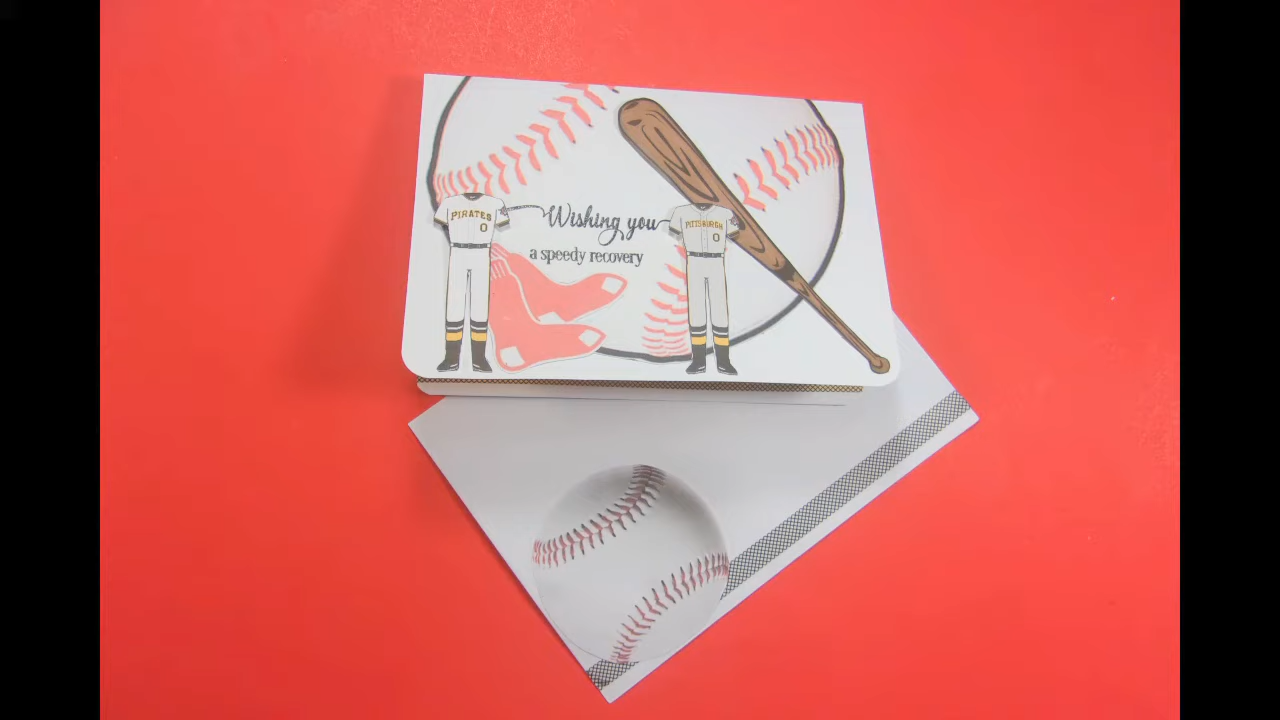 Wishing you
a speedy recovery
PIRATES
0
PITTSBURGH
0